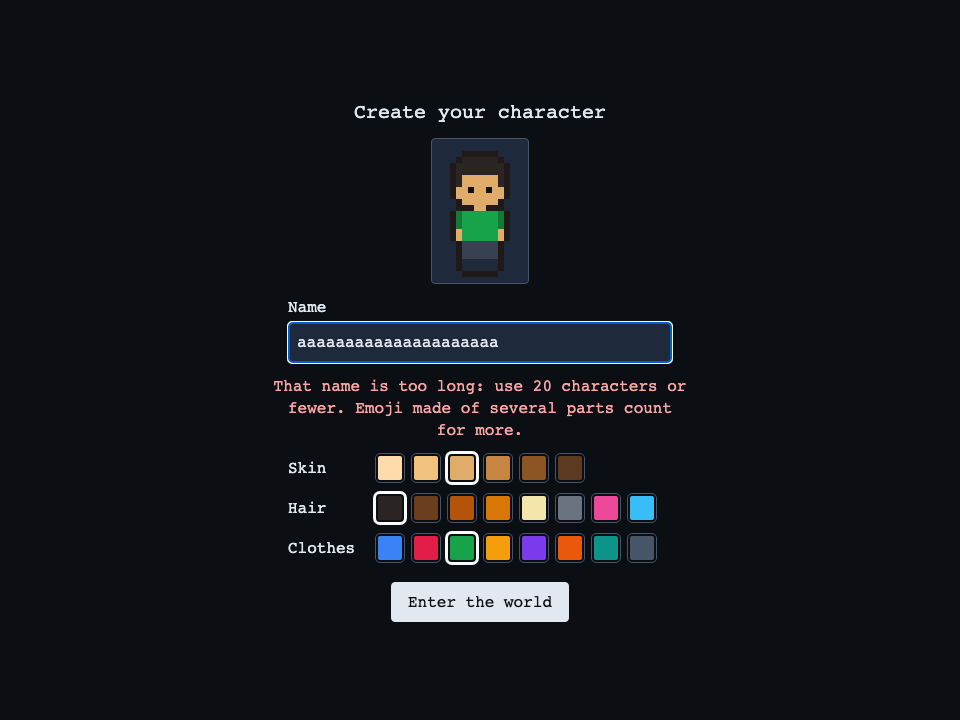 Create your character
Name
aaaaaaaaaaaaaaaaaaaaa
That name is too long: use 20 characters or
fewer. Emoji made of several parts count
for more.
Skin
Hair
Clothes
Enter the world